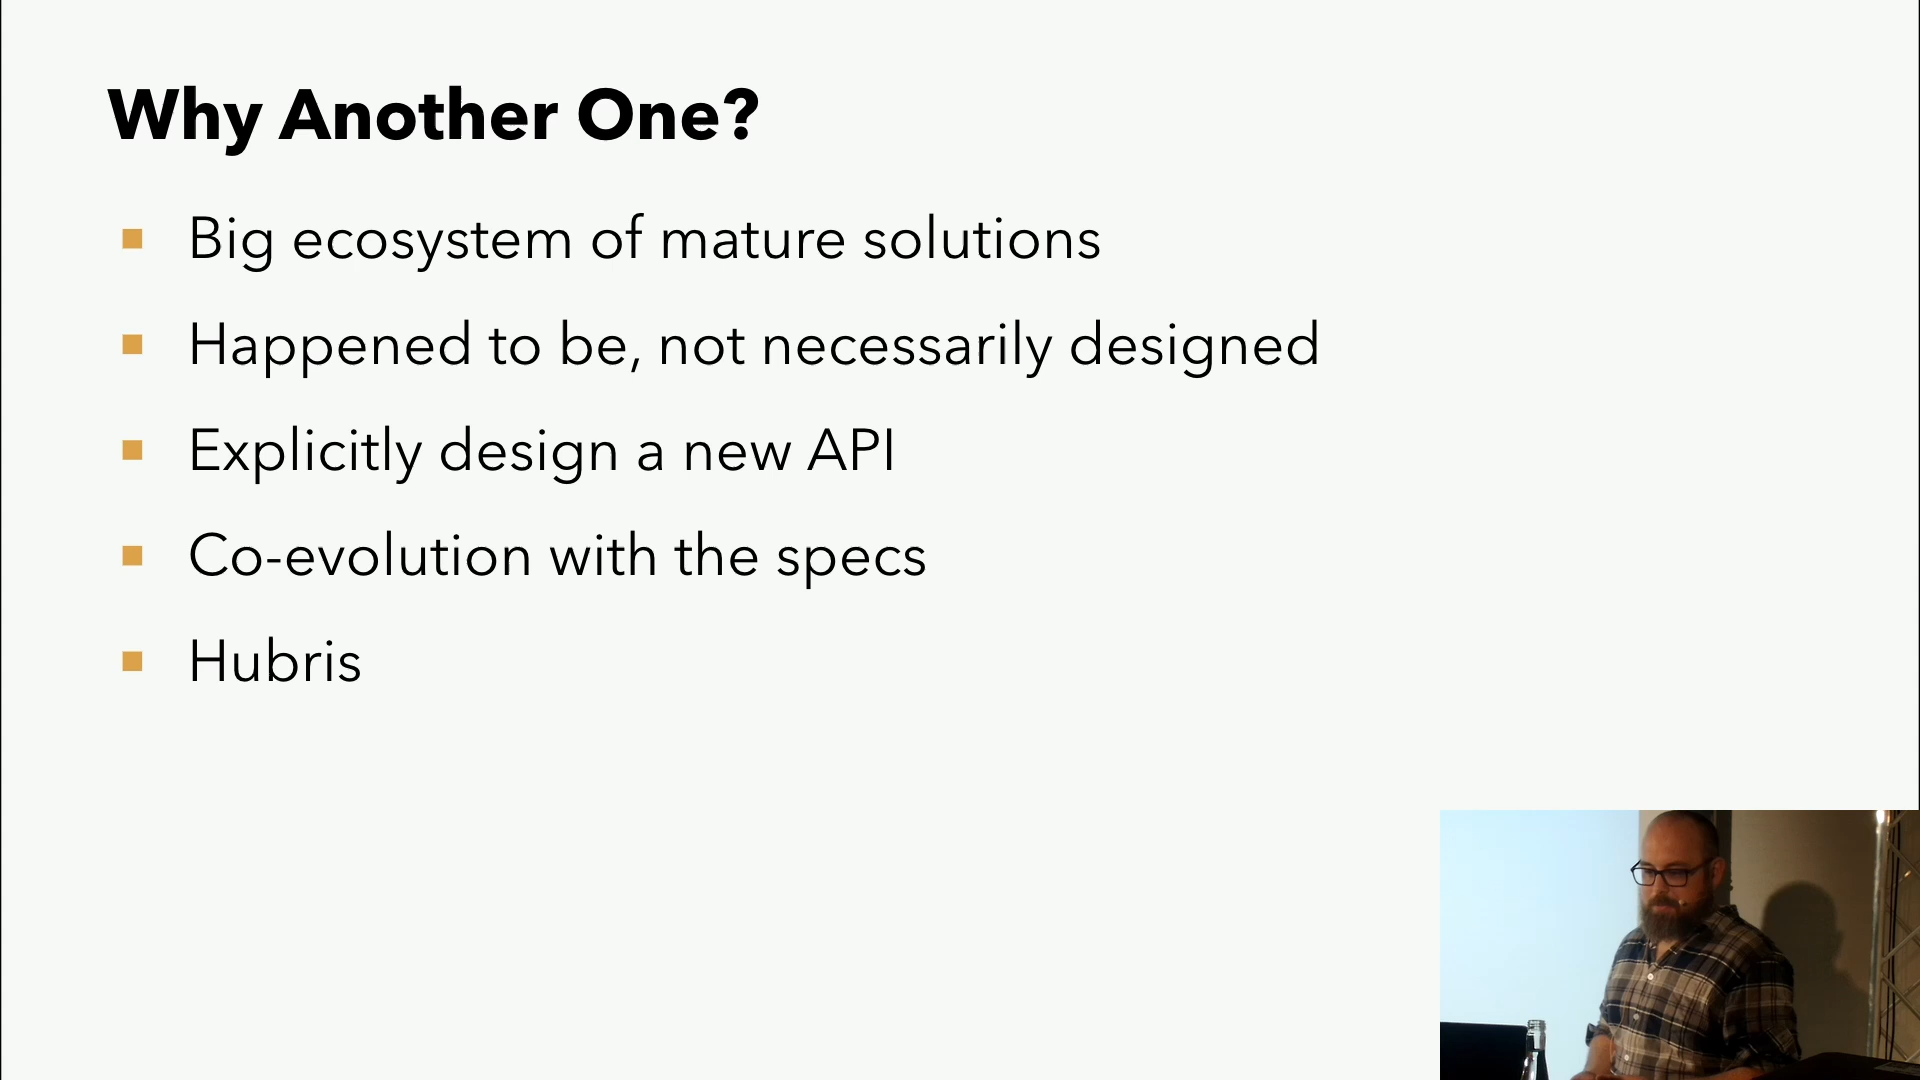 Why Another One?
Big ecosystem of mature solutions
Happened to be, not necessarily designed
Explicitly design a new API
Co-evolution with the specs
Hubris